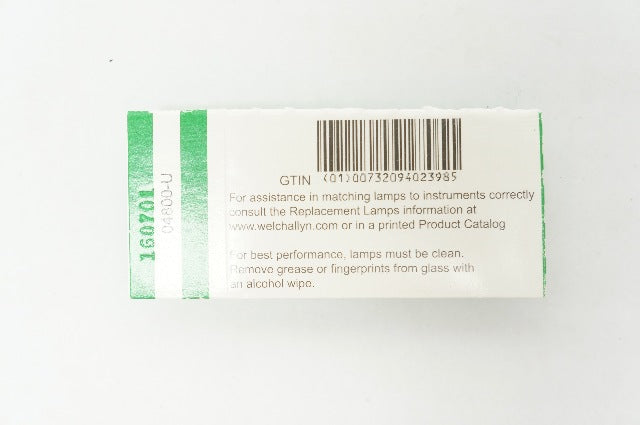 160701
04800-U
GTIN (01)00732094023985
For assistance in matching lamps to instruments correctly
consult the Replacement Lamps information at
www.welchallyn.com or in a printed Product Catalog
For best performance, lamps must be clean.
Remove grease or fingerprints from glass with
an alcohol wipe.